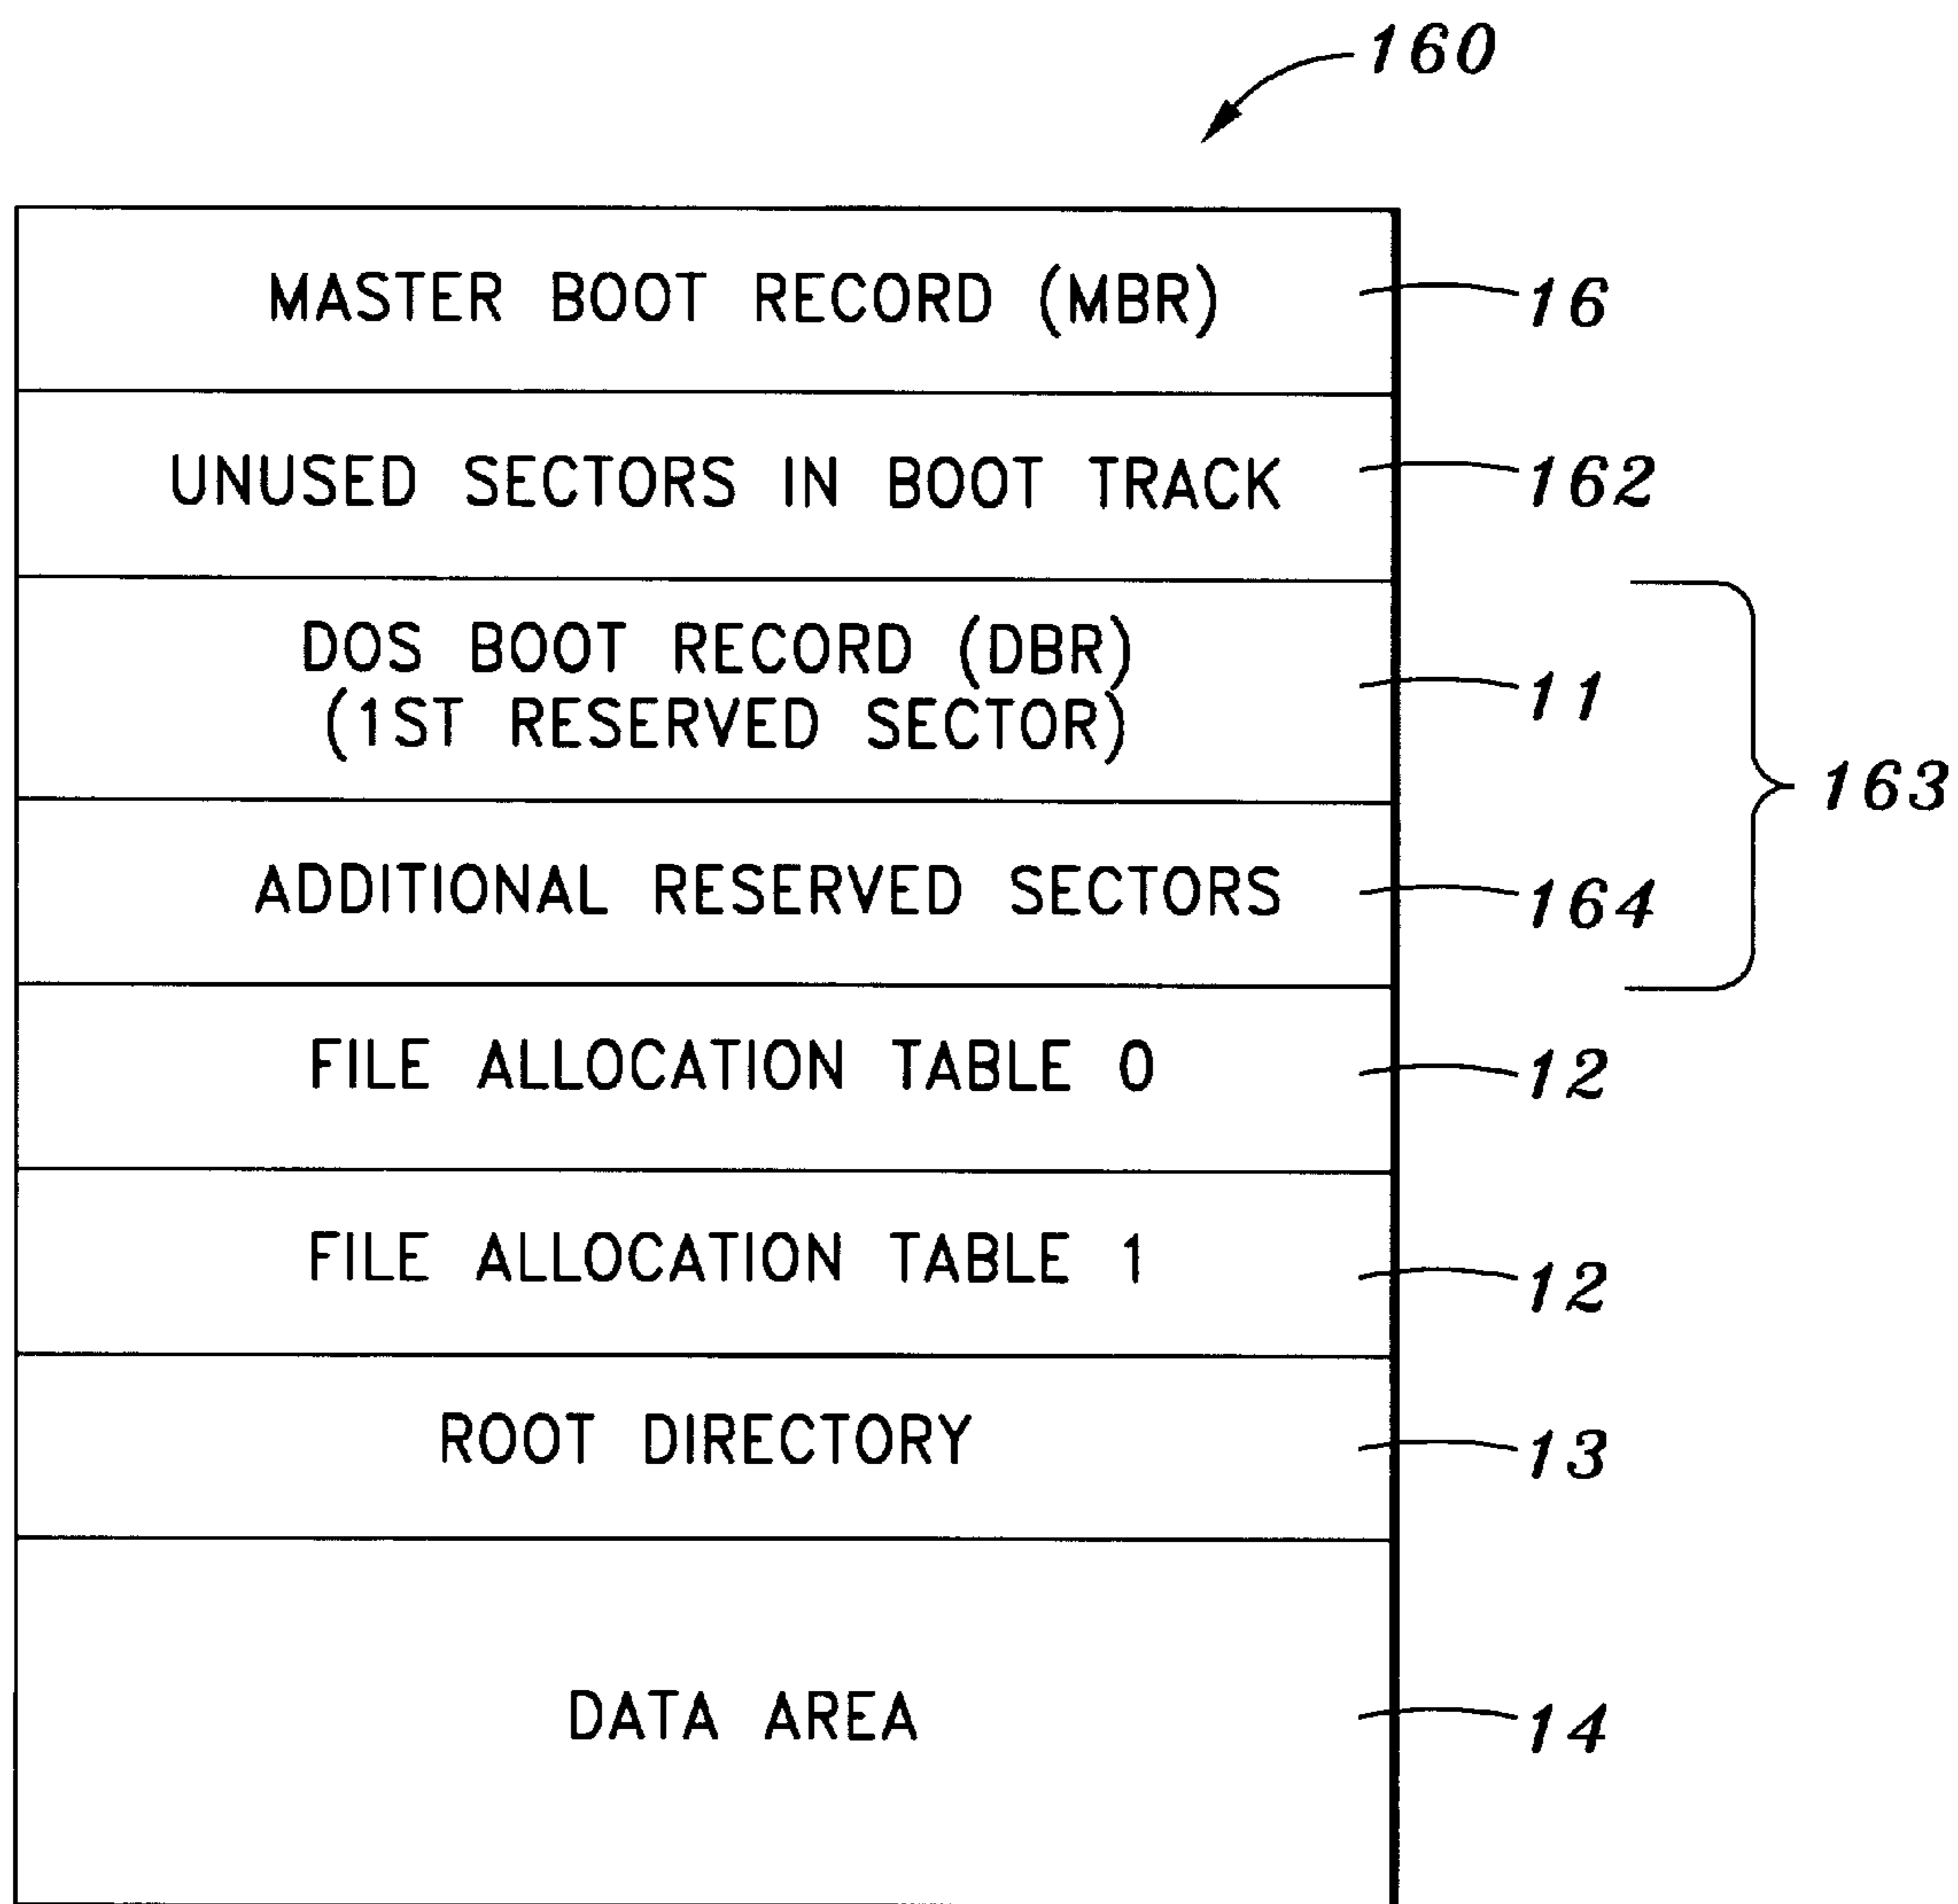 160
MASTER BOOT RECORD (MBR)
16
UNUSED SECTORS IN BOOT TRACK
162
DOS BOOT RECORD (DBR)
(1ST RESERVED SECTOR)
11
163
ADDITIONAL RESERVED SECTORS
164
FILE ALLOCATION TABLE 0
12
FILE ALLOCATION TABLE 1
12
ROOT DIRECTORY
13
DATA AREA
14